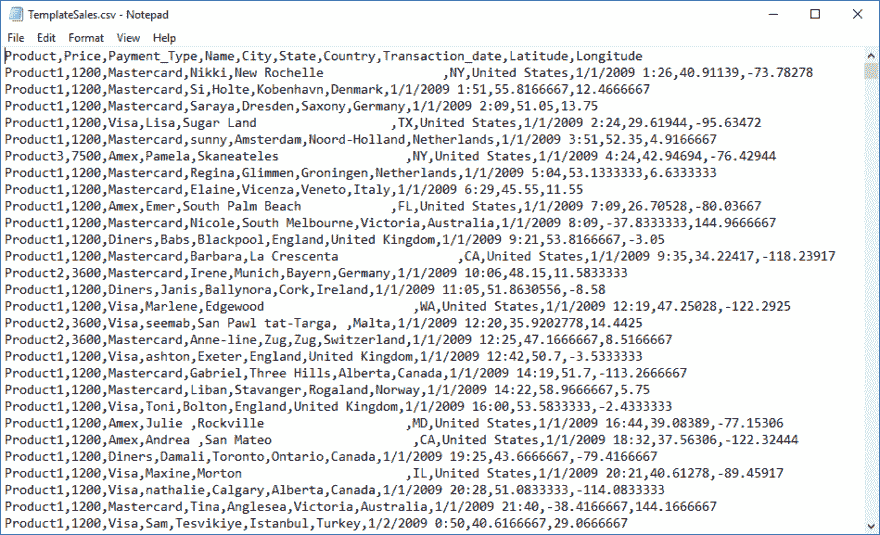 TemplateSales.csv - Notepad
File Edit Format View Help
Product,Price,Payment_Type,Name,City,State,Country,Transaction_date,Latitude,Longitude
Product1,1200,Mastercard,Nikki,New Rochelle                ,NY,United States,1/1/2009 1:26,40.91139,-73.78278
Product1,1200,Mastercard,Si,Holte,Kobenhavn,Denmark,1/1/2009 1:51,55.8166667,12.4666667
Product1,1200,Mastercard,Saraya,Dresden,Saxony,Germany,1/1/2009 2:09,51.05,13.75
Product1,1200,Visa,Lisa,Sugar Land                  ,TX,United States,1/1/2009 2:24,29.61944,-95.63472
Product1,1200,Mastercard,sunny,Amsterdam,Noord-Holland,Netherlands,1/1/2009 3:51,52.35,4.9166667
Product3,7500,Amex,Pamela,Skaneateles                 ,NY,United States,1/1/2009 4:24,42.94694,-76.42944
Product1,1200,Mastercard,Regina,Glimmen,Groningen,Netherlands,1/1/2009 5:04,53.1333333,6.6333333
Product1,1200,Mastercard,Elaine,Vicenza,Veneto,Italy,1/1/2009 6:29,45.55,11.55
Product1,1200,Amex,Emer,South Palm Beach            ,FL,United States,1/1/2009 7:09,26.70528,-80.03667
Product1,1200,Mastercard,Nicole,South Melbourne,Victoria,Australia,1/1/2009 8:09,-37.8333333,144.9666667
Product1,1200,Diners,Babs,Blackpool,England,United Kingdom,1/1/2009 9:21,53.8166667,-3.05
Product1,1200,Mastercard,Barbara,La Crescenta                ,CA,United States,1/1/2009 9:35,34.22417,-118.23917
Product2,3600,Mastercard,Irene,Munich,Bayern,Germany,1/1/2009 10:06,48.15,11.5833333
Product1,1200,Diners,Janis,Ballynora,Cork,Ireland,1/1/2009 11:05,51.8630556,-8.58
Product1,1200,Visa,Marlene,Edgewood                    ,WA,United States,1/1/2009 12:19,47.25028,-122.2925
Product2,3600,Visa,seemab,San Pawl tat-Targa, ,Malta,1/1/2009 12:20,35.9202778,14.4425
Product2,3600,Mastercard,Anne-line,Zug,Zug,Switzerland,1/1/2009 12:25,47.1666667,8.5166667
Product1,1200,Visa,ashton,Exeter,England,United Kingdom,1/1/2009 12:42,50.7,-3.5333333
Product1,1200,Mastercard,Gabriel,Three Hills,Alberta,Canada,1/1/2009 14:19,51.7,-113.2666667
Product1,1200,Mastercard,Liban,Stavanger,Rogaland,Norway,1/1/2009 14:22,58.9666667,5.75
Product1,1200,Visa,Toni,Bolton,England,United Kingdom,1/1/2009 16:00,53.5833333,-2.4333333
Product1,1200,Amex,Julie ,Rockville                   ,MD,United States,1/1/2009 16:44,39.08389,-77.15306
Product1,1200,Amex,Andrea ,San Mateo                   ,CA,United States,1/1/2009 18:32,37.56306,-122.32444
Product1,1200,Diners,Damali,Toronto,Ontario,Canada,1/1/2009 19:25,43.6666667,-79.4166667
Product1,1200,Visa,Maxine,Morton                      ,IL,United States,1/1/2009 20:21,40.61278,-89.45917
Product1,1200,Visa,nathalie,Calgary,Alberta,Canada,1/1/2009 20:28,51.0833333,-114.0833333
Product1,1200,Mastercard,Tina,Anglesea,Victoria,Australia,1/1/2009 21:40,-38.4166667,144.1666667
Product1,1200,Visa,Sam,Tesvikiye,Istanbul,Turkey,1/2/2009 0:50,40.6166667,29.0666667